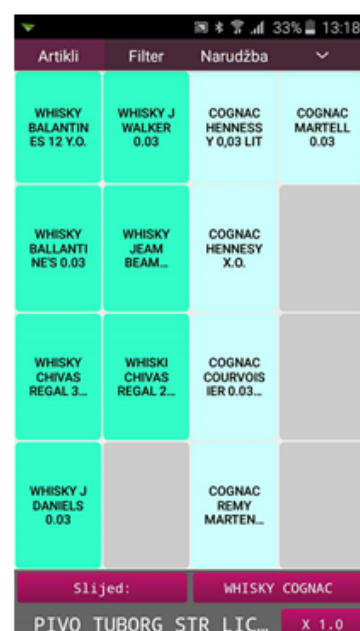 33% 13:18
Artikli Filter Narudžba
WHISKY
BALANTIN
ES 12 Y.O.
WHISKY J
WALKER
0.03
COGNAC
HENNESS
Y 0,03 LIT
COGNAC
MARTELL
0.03
WHISKY
BALLANTI
NE'S 0.03
WHISKY
JEAM
BEAM...
COGNAC
HENNESY
X.O.
WHISKY
CHIVAS
REGAL 3...
WHISKI
CHIVAS
REGAL 2...
COGNAC
COURVOIS
IER 0.03...
WHISKY J
DANIELS
0.03
COGNAC
REMY
MARTEN...
Slijed: WHISKY COGNAC
PIVO TUBORG STR LIC... X 1.0